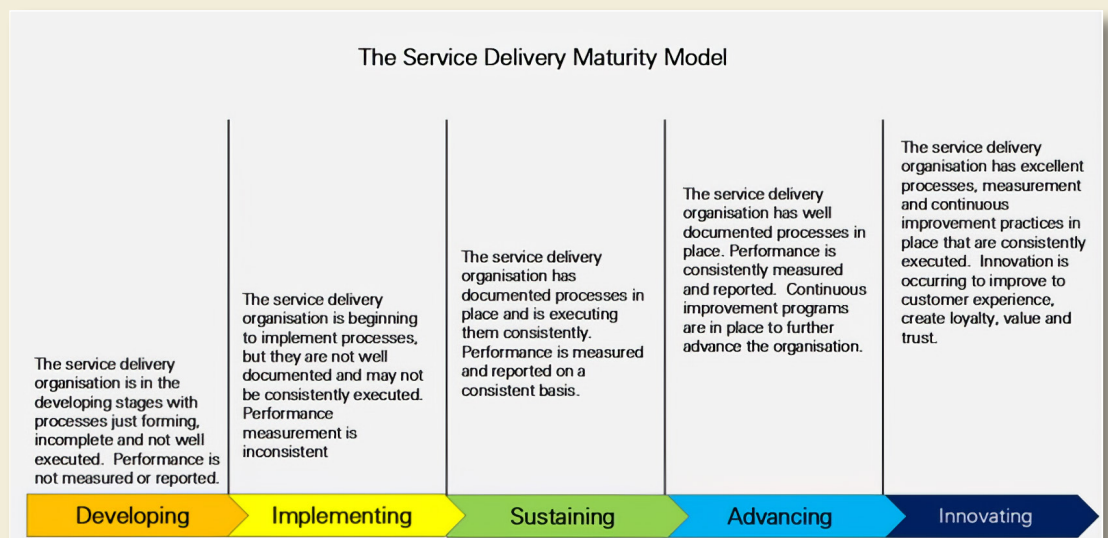 The Service Delivery Maturity Model
The service delivery
organisation is in the
developing stages with
processes just forming,
incomplete and not well
executed.  Performance is
not measured or reported.
The service delivery
organisation is beginning
to implement processes,
but they are not well
documented and may not
be consistently executed.
Performance
measurement is
inconsistent
The service delivery
organisation has
documented processes in
place and is executing
them consistently.
Performance is measured
and reported on a
consistent basis.
The service delivery
organisation has well
documented processes in
place. Performance is
consistently measured
and reported.  Continuous
improvement programs
are in place to further
advance the organisation.
The service delivery
organisation has excellent
processes, measurement
and continuous
improvement practices in
place that are consistently
executed.  Innovation is
occurring to improve to
customer experience,
create loyalty, value and
trust.
Developing
Implementing
Sustaining
Advancing
Innovating